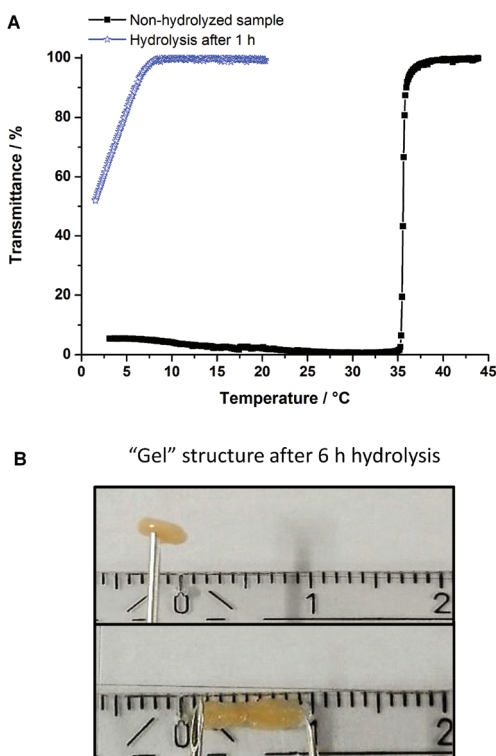 A
Non-hydrolyzed sample
Hydrolysis after 1 h
Transmittance / %
100
80
60
40
20
0
0 5 10 15 20 25 30 35 40 45
Temperature / °C
B
"Gel" structure after 6 h hydrolysis
0 1 2
0 1 2